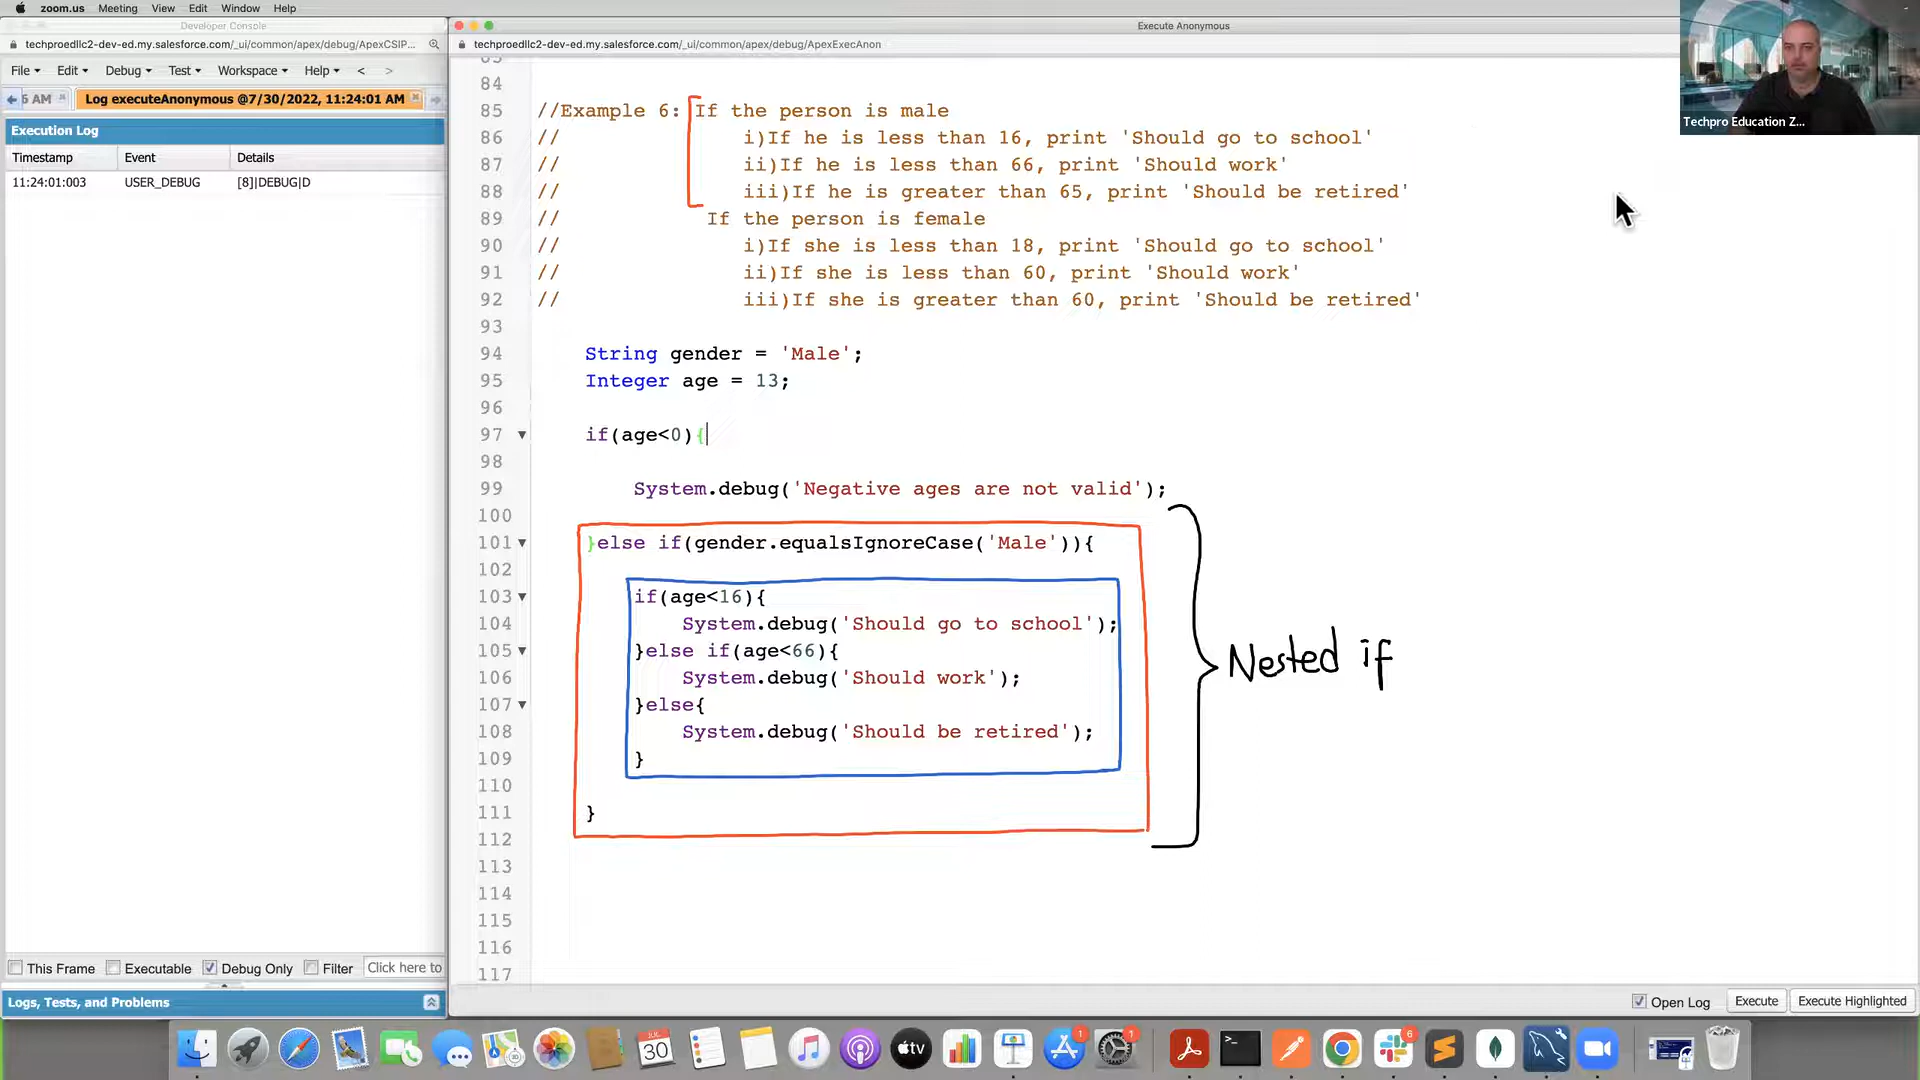 zoom.us Meeting View Edit Window Help
Developer Console
Execute Anonymous
techproedllc2-dev-ed.my.salesforce.com/_ui/common/apex/debug/ApexCSIP...
techproedllc2-dev-ed.my.salesforce.com/_ui/common/apex/debug/ApexExecAnon
File Edit Debug Test Workspace Help < >
5 AM
Log executeAnonymous @7/30/2022, 11:24:01 AM
Execution Log
Timestamp Event Details
11:24:01:003 USER_DEBUG [8]|DEBUG|D
Techpro Education Z...
83
84
85 //Example 6: If the person is male
86 // i)If he is less than 16, print 'Should go to school'
87 // ii)If he is less than 66, print 'Should work'
88 // iii)If he is greater than 65, print 'Should be retired'
89 // If the person is female
90 // i)If she is less than 18, print 'Should go to school'
91 // ii)If she is less than 60, print 'Should work'
92 // iii)If she is greater than 60, print 'Should be retired'
93
94 String gender = 'Male';
95 Integer age = 13;
96
97 if(age<0){
98
99 System.debug('Negative ages are not valid');
100
101 }else if(gender.equalsIgnoreCase('Male')){
102
103 if(age<16){
104 System.debug('Should go to school');
105 }else if(age<66){
106 System.debug('Should work');
107 }else{
108 System.debug('Should be retired');
109 }
110
111 }
112
113
114
115
116
117
Nested if
This Frame Executable Debug Only Filter Click here to
Logs, Tests, and Problems
Open Log Execute Execute Highlighted
JUL
30
tv
1
1
6